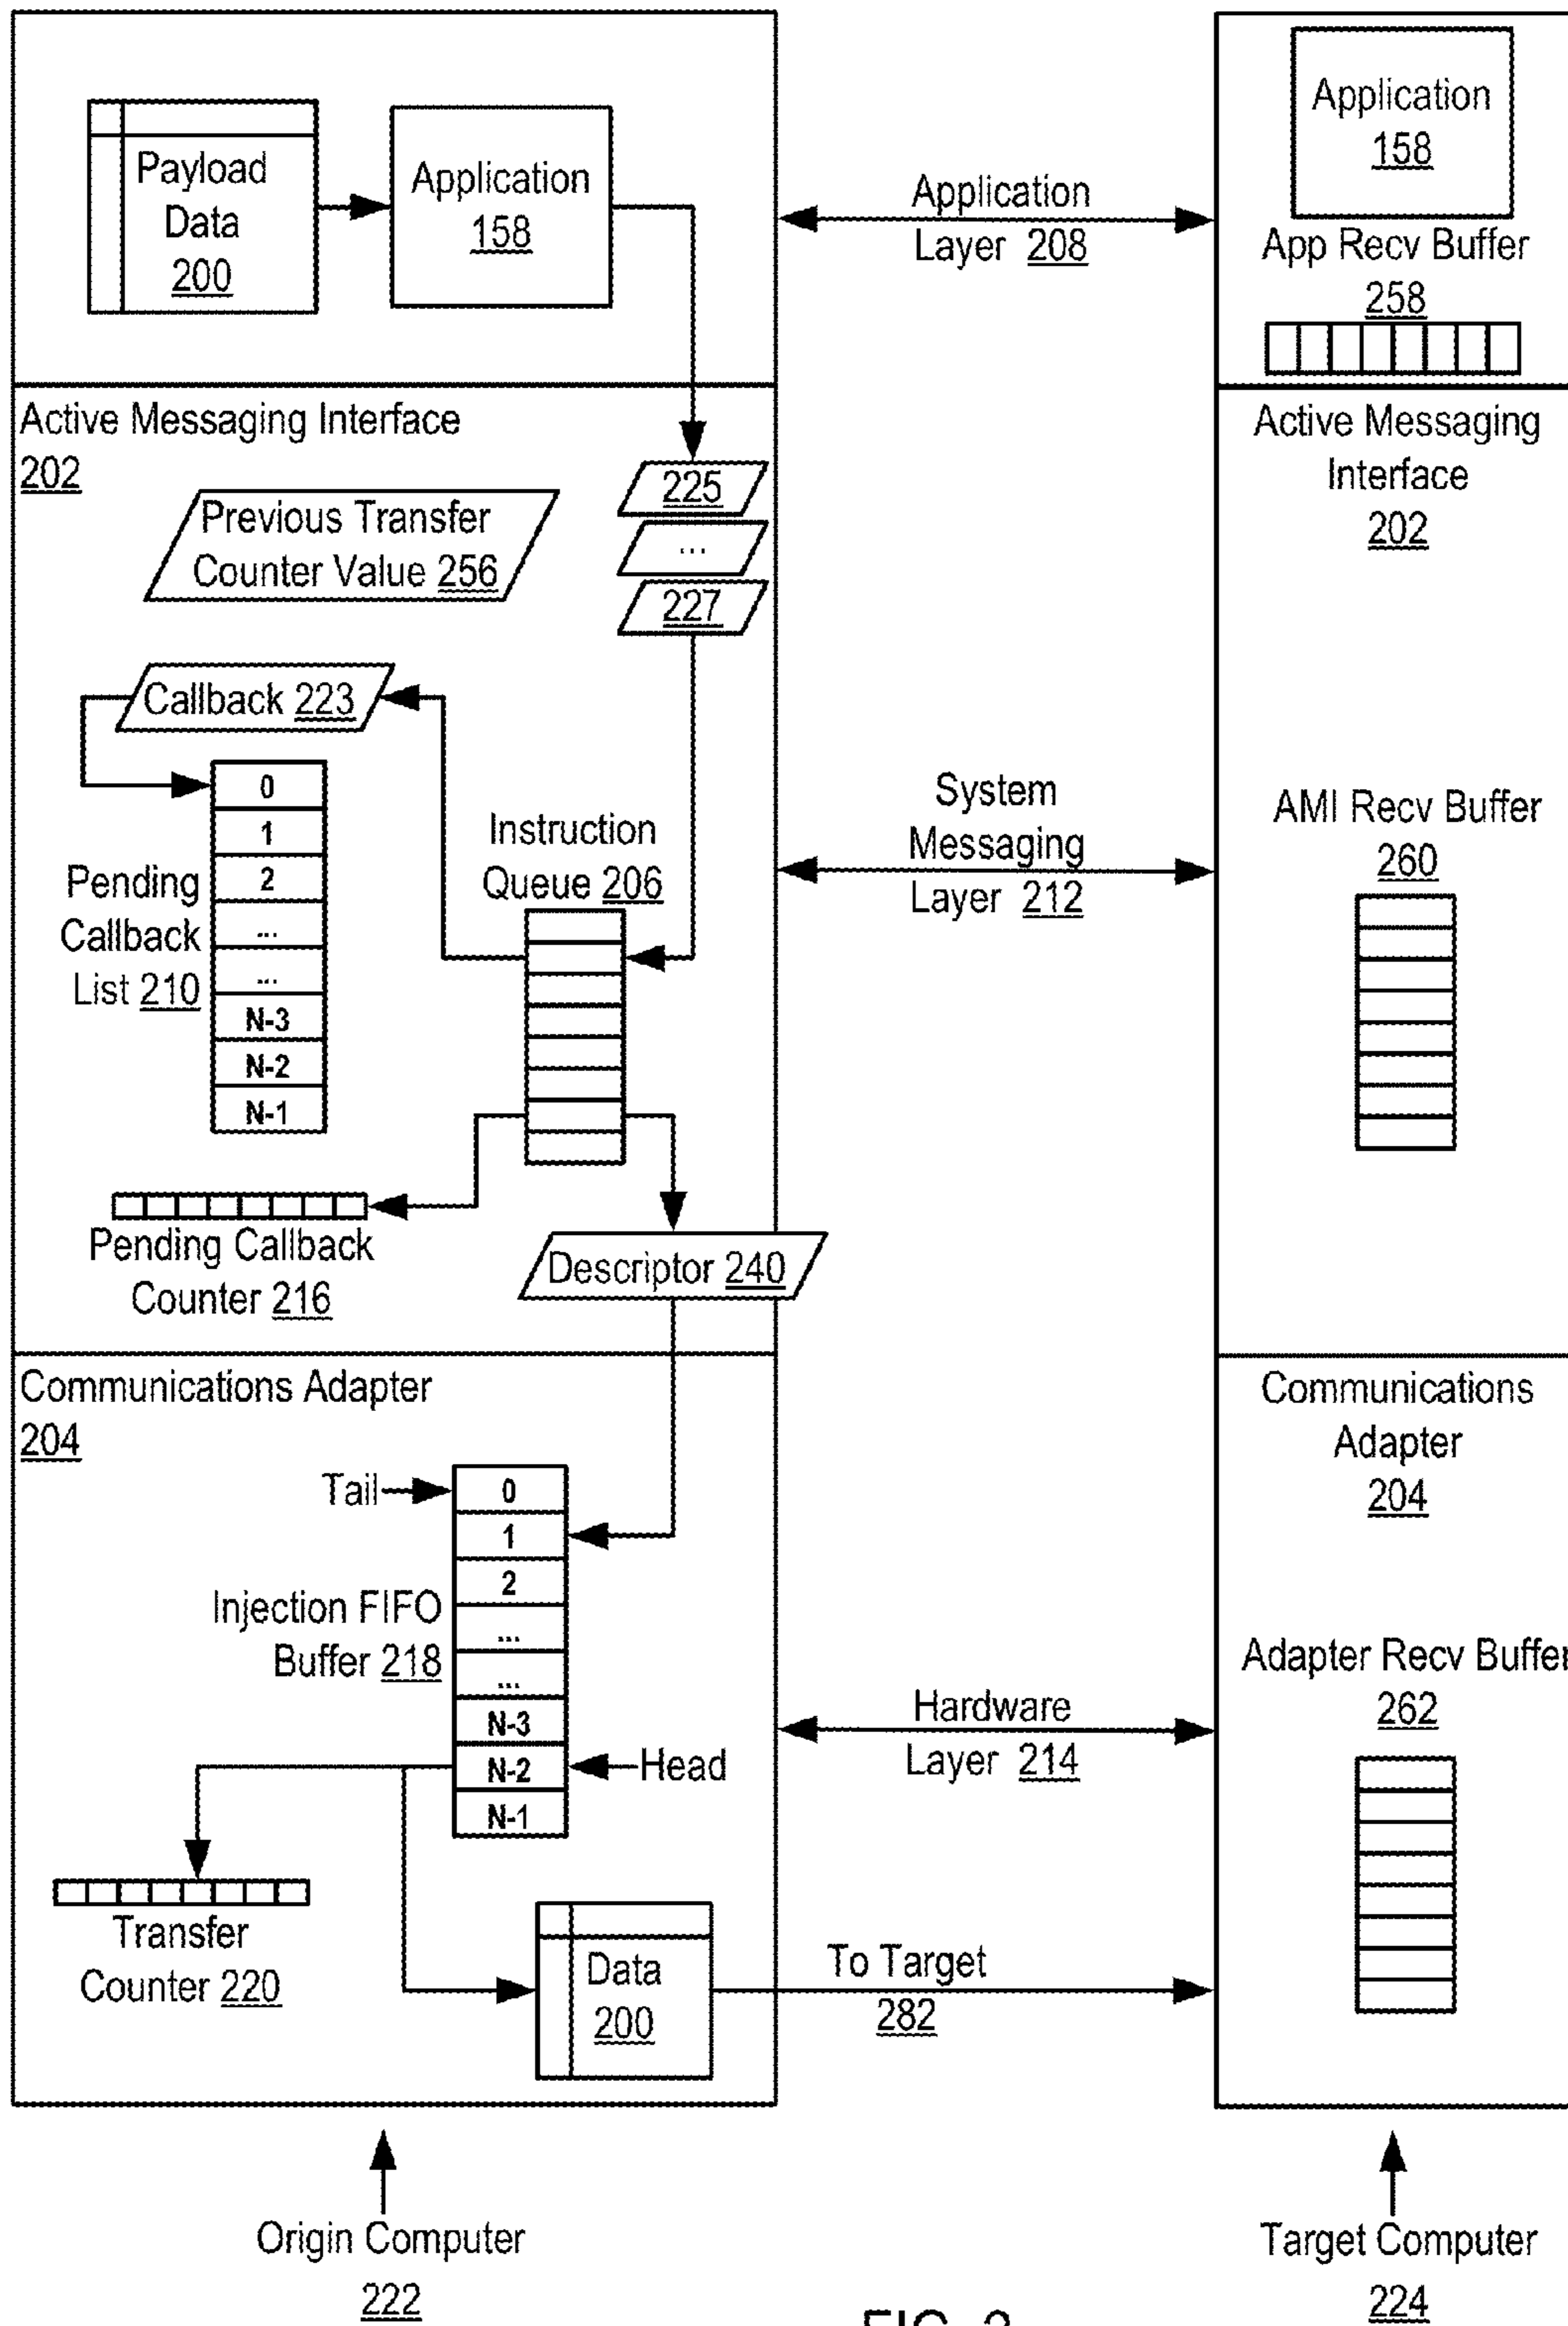 Payload
Data
200
Application
158
Application
Layer 208
Application
158
App Recv Buffer
258
Active Messaging Interface
202
Previous Transfer
Counter Value 256
225
...
227
Callback 223
0
1
2
...
...
N-3
N-2
N-1
Pending
Callback
List 210
Instruction
Queue 206
Pending Callback
Counter 216
Descriptor 240
System
Messaging
Layer 212
Active Messaging
Interface
202
AMI Recv Buffer
260
Communications Adapter
204
Tail
0
1
2
...
...
N-3
N-2
N-1
Injection FIFO
Buffer 218
Head
Transfer
Counter 220
Data
200
Hardware
Layer 214
To Target
282
Communications
Adapter
204
Adapter Recv Buffer
262
Origin Computer
222
Target Computer
224
FIG.